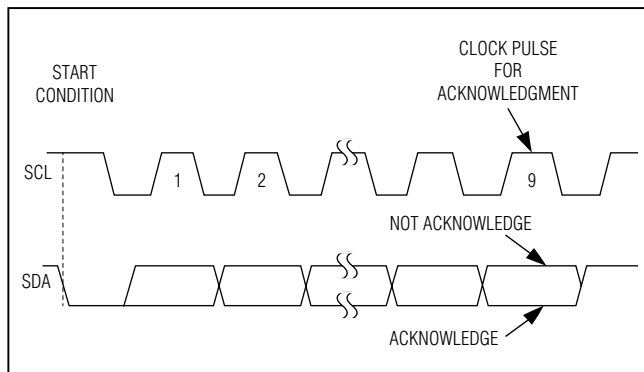 START
CONDITION
CLOCK PULSE
FOR
ACKNOWLEDGMENT
SCL
1
2
9
NOT ACKNOWLEDGE
SDA
ACKNOWLEDGE